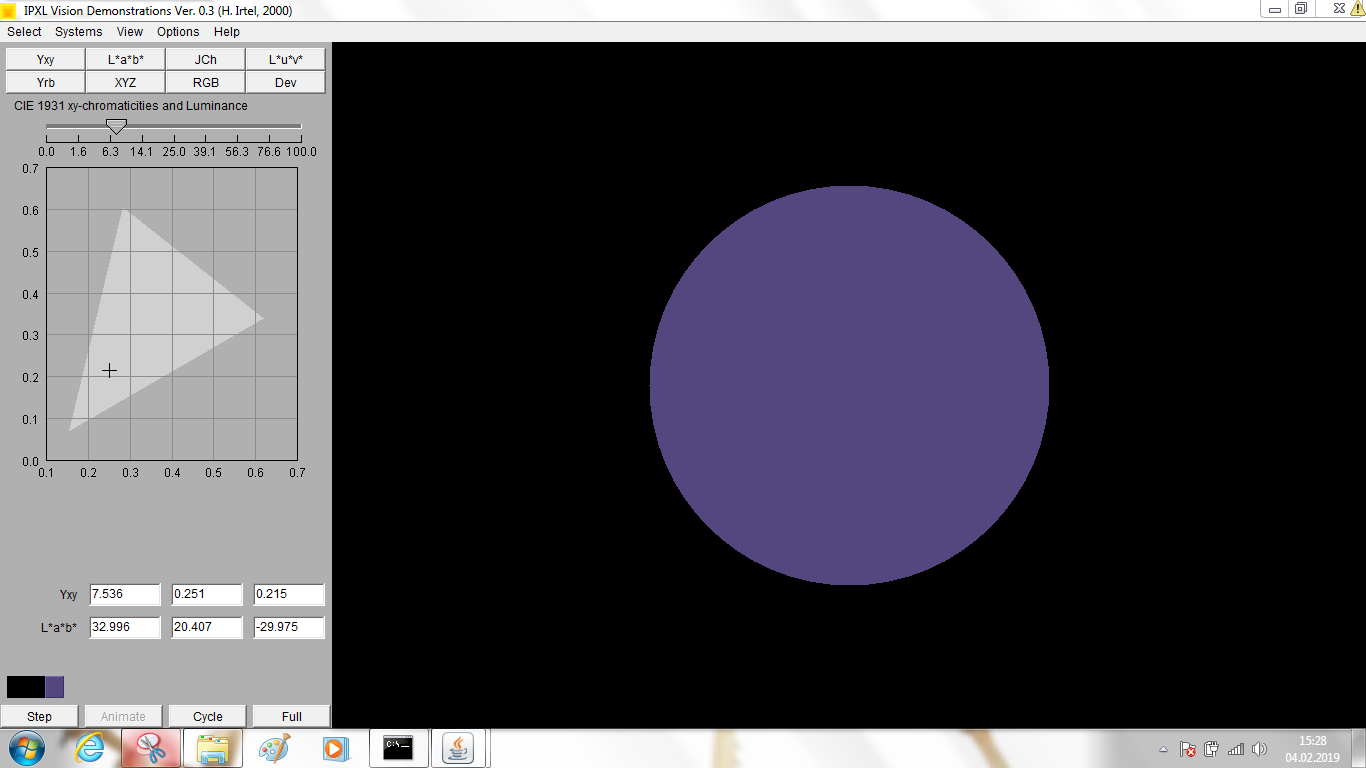 IPXL Vision Demonstrations Ver. 0.3 (H. Irtel, 2000)
Select Systems View Options Help
Yxy L*a*b* JCh L*u*v*
Yrb XYZ RGB Dev
CIE 1931 xy-chromaticities and Luminance
0.0 1.6 6.3 14.1 25.0 39.1 56.3 76.6 100.0
0.7
0.6
0.5
0.4
0.3
0.2
0.1
0.0
0.1 0.2 0.3 0.4 0.5 0.6 0.7
Yxy 7.536 0.251 0.215
L*a*b* 32.996 20.407 -29.975
Step Animate Cycle Full
C:\
15:28
04.02.2019